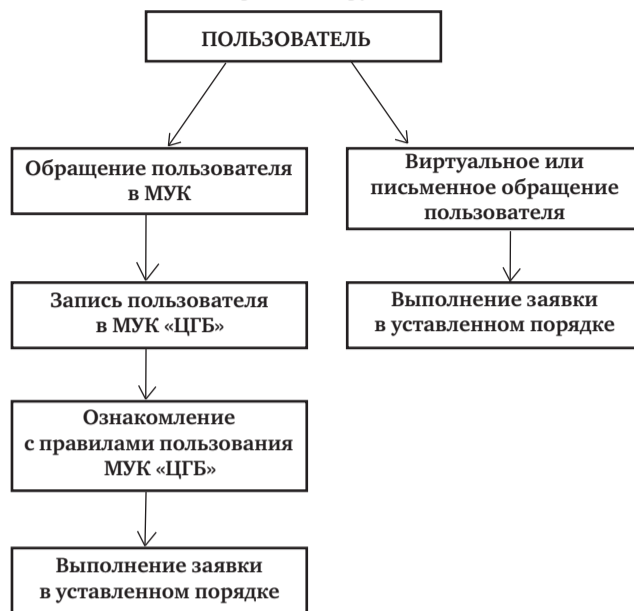 ПОЛЬЗОВАТЕЛЬ
Обращение пользователя
в МУК
Виртуальное или
письменное обращение
пользователя
Запись пользователя
в МУК «ЦГБ»
Выполнение заявки
в уставленном порядке
Ознакомление
с правилами пользования
МУК «ЦГБ»
Выполнение заявки
в уставленном порядке